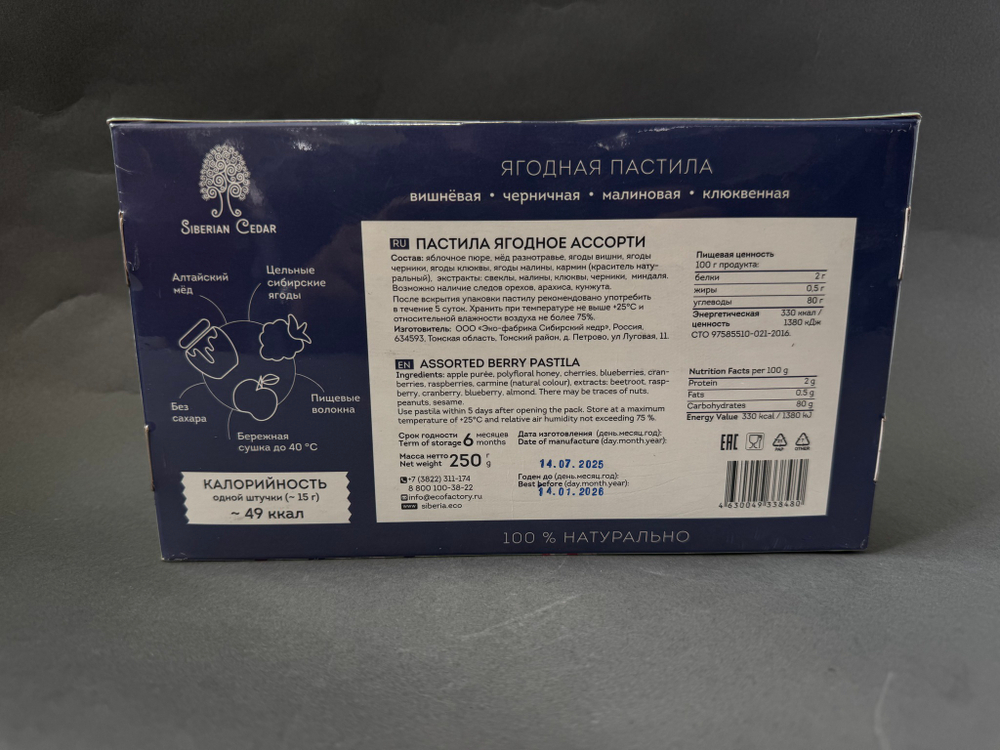 SIBERIAN CEDAR
ЯГОДНАЯ ПАСТИЛА
вишнёвая • черничная • малиновая • клюквенная
Алтайский
мёд
Цельные
сибирские
ягоды
Без
сахара
Пищевые
волокна
Бережная
сушка до 40 °C
КАЛОРИЙНОСТЬ
одной штучки (~ 15 г)
~ 49 ккал
RU ПАСТИЛА ЯГОДНОЕ АССОРТИ
Состав: яблочное пюре, мёд разнотравье, ягоды вишни, ягоды
черники, ягоды клюквы, ягоды малины, кармин (краситель нату-
ральный), экстракты: свеклы, малины, клюквы, черники, миндаля.
Возможно наличие следов орехов, арахиса, кунжута.
После вскрытия упаковки пастилу рекомендовано употребить
в течение 5 суток. Хранить при температуре не выше +25°C и
относительной влажности воздуха не более 75%.
Изготовитель: ООО «Эко-фабрика Сибирский кедр», Россия,
634593, Томская область, Томский район, д. Петрово, ул Луговая, 11.
Пищевая ценность
100 г продукта:
белки 2 г
жиры 0,5 г
углеводы 80 г
Энергетическая ценность 330 ккал / 1380 кДж
СТО 97585510-021-2016.
EN ASSORTED BERRY PASTILA
Ingredients: apple purée, polyfloral honey, cherries, blueberries, cran-
berries, raspberries, carmine (natural colour), extracts: beetroot, rasp-
berry, cranberry, blueberry, almond. There may be traces of nuts,
peanuts, sesame.
Use pastila within 5 days after opening the pack. Store at a maximum
temperature of +25°C and relative air humidity not exceeding 75 %.
Nutrition Facts per 100 g
Protein 2 g
Fats 0.5 g
Carbohydrates 80 g
Energy Value 330 kcal / 1380 kJ
Срок годности 6 месяцев
Term of storage months
Масса нетто 250 г
Net weight g
+7 (3822) 311-174
8 800 100-38-22
info@ecofactory.ru
www siberia.eco
Дата изготовления (день.месяц.год):
Date of manufacture (day.month.year):
14.07.2025
Годен до (день.месяц.год):
Best before (day.month.year):
14.01.2026
EAC
PAP
OTHER
4 630049 338480
100 % НАТУРАЛЬНО